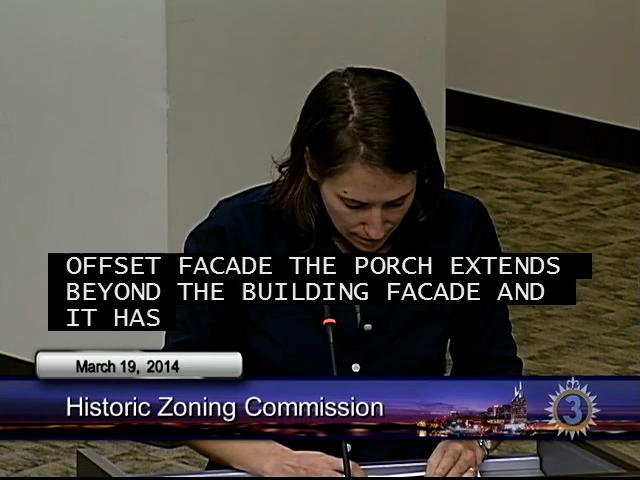 OFFSET FACADE THE PORCH EXTENDS
BEYOND THE BUILDING FACADE AND
IT HAS
March 19, 2014
Historic Zoning Commission
3